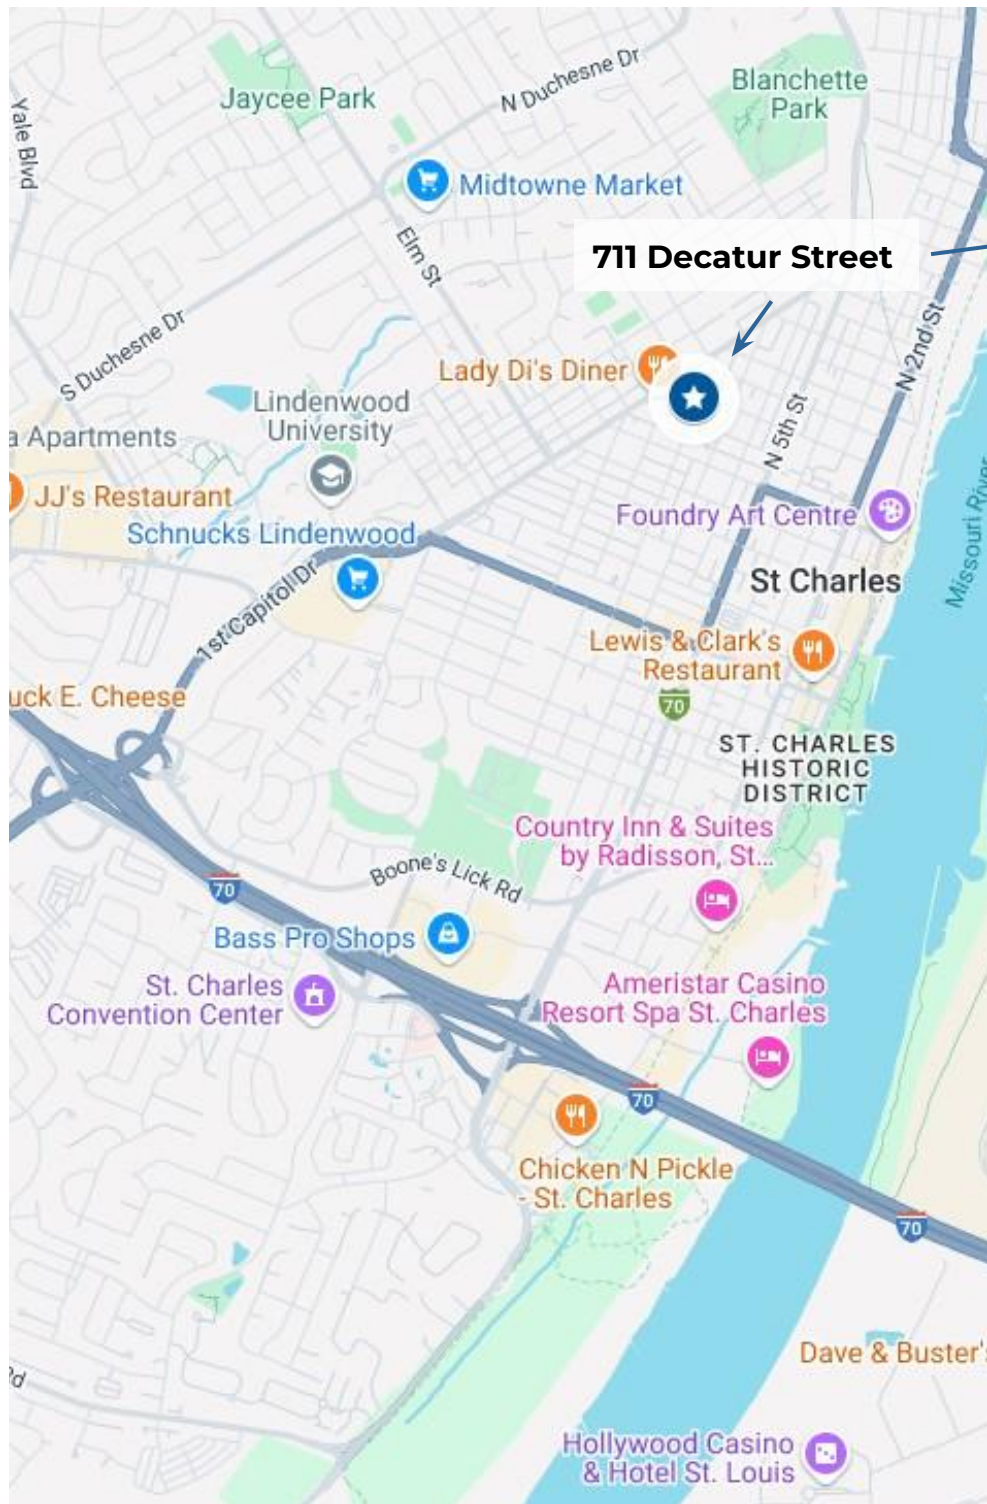 Yale Blvd
Jaycee Park
N Duchesne Dr
Blanchette
Park
Midtowne Market
Elm St
711 Decatur Street
S Duchesne Dr
N 2nd St
Lady Di's Diner
Lindenwood
University
a Apartments
N 5th St
JJ's Restaurant
Schnucks Lindenwood
Foundry Art Centre
Missouri River
1st Capitol Dr
St Charles
Lewis & Clark's
Restaurant
uck E. Cheese
70
ST. CHARLES
HISTORIC
DISTRICT
Country Inn & Suites
by Radisson, St...
Boone's Lick Rd
70
Bass Pro Shops
St. Charles
Convention Center
Ameristar Casino
Resort Spa St. Charles
70
Chicken N Pickle
- St. Charles
70
Dave & Buster's
Rd
Hollywood Casino
& Hotel St. Louis